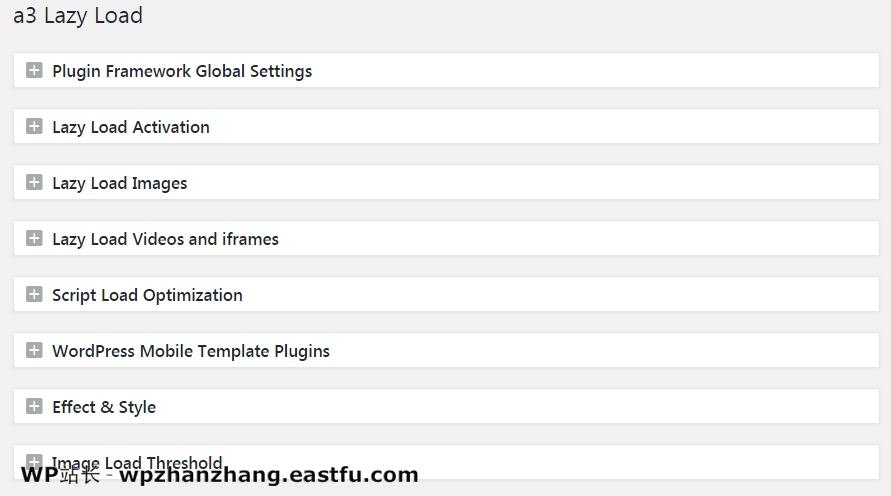 a3 Lazy Load
Plugin Framework Global Settings
Lazy Load Activation
Lazy Load Images
Lazy Load Videos and iframes
Script Load Optimization
WordPress Mobile Template Plugins
Effect & Style
Image Load Threshold
WP站长 - wpzhanzhang.eastfu.com